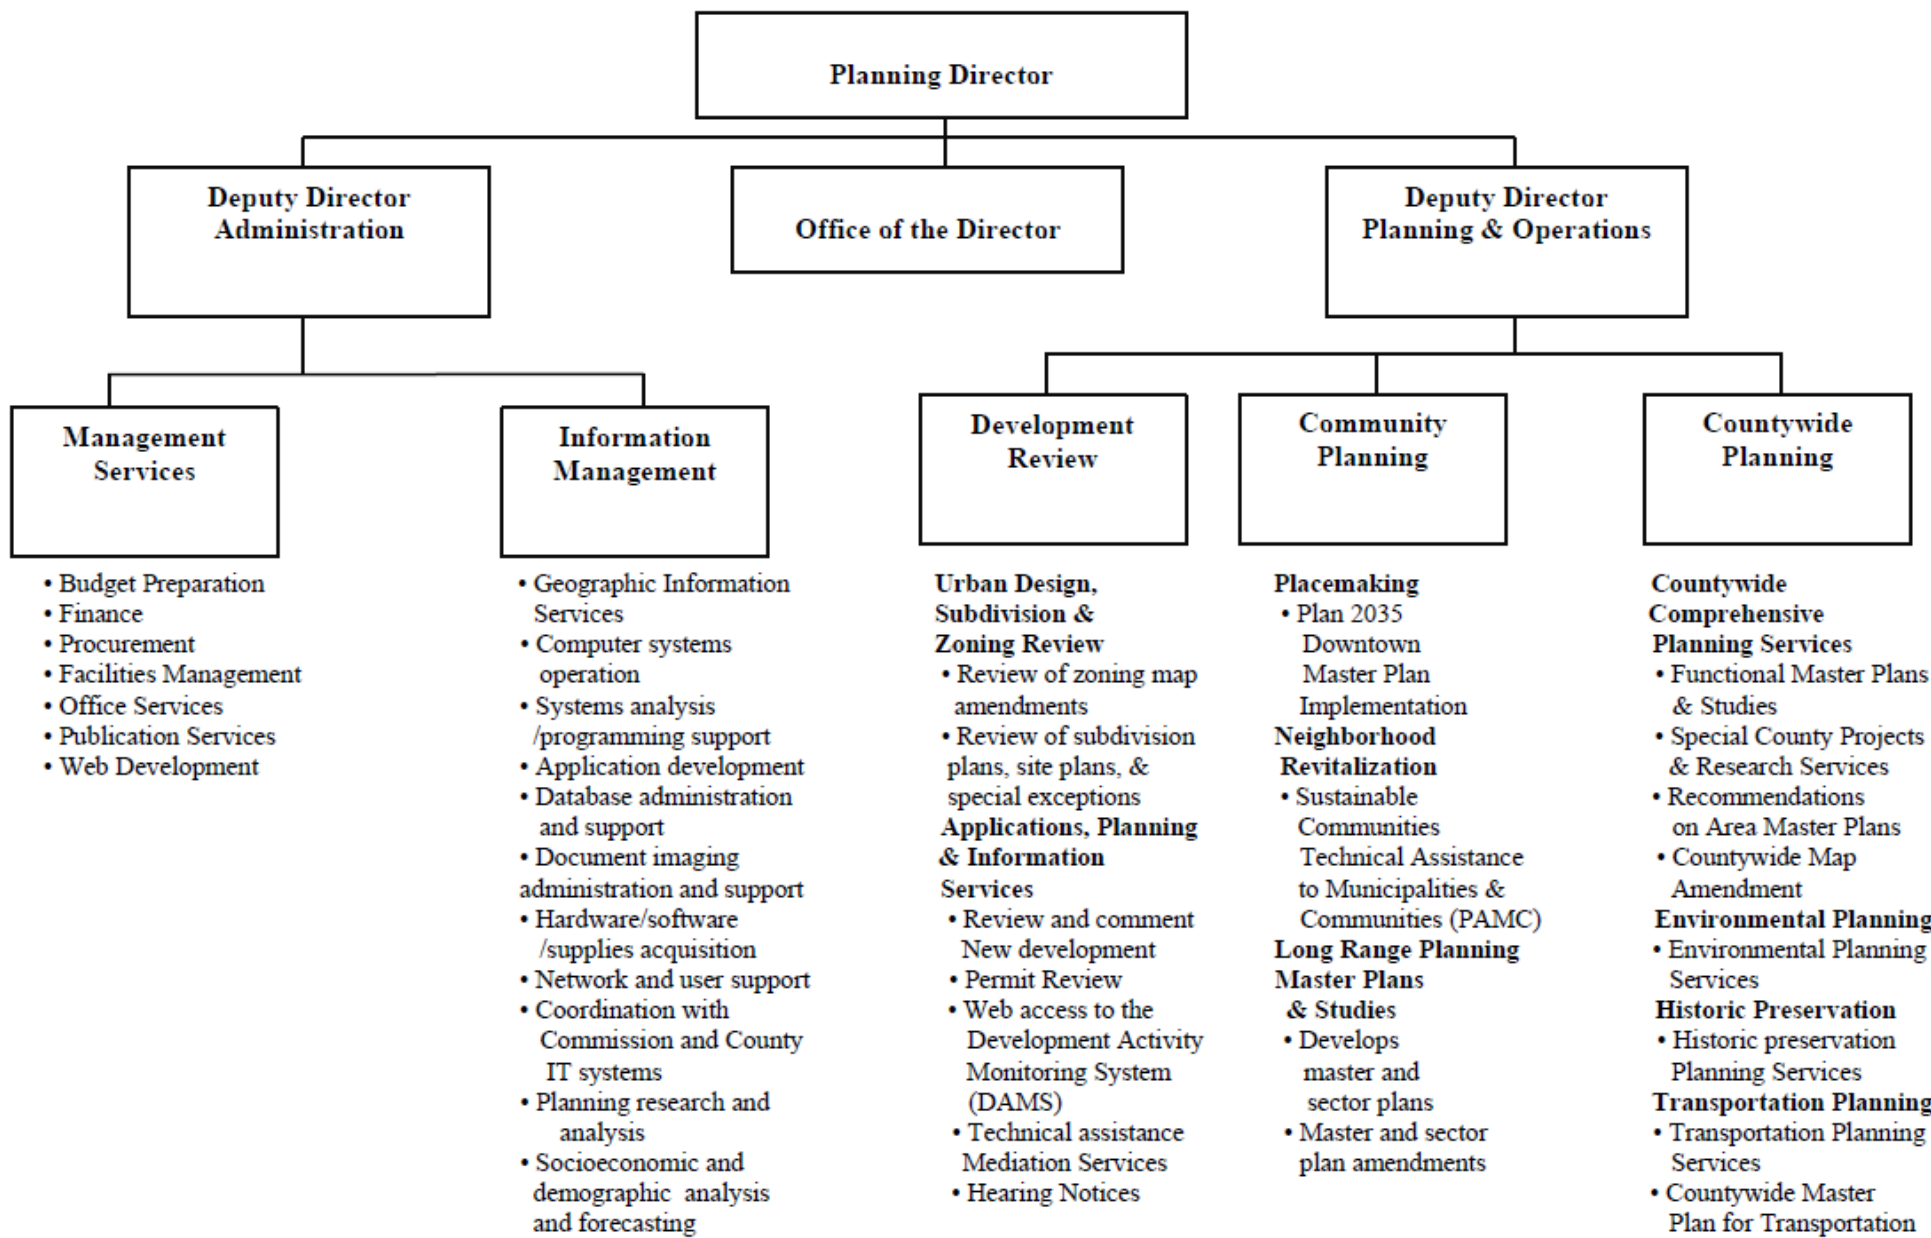 Planning Director
Deputy Director
Administration
Office of the Director
Deputy Director
Planning & Operations
Management
Services
Information
Management
Development
Review
Community
Planning
Countywide
Planning
• Budget Preparation
• Finance
• Procurement
• Facilities Management
• Office Services
• Publication Services
• Web Development
• Geographic Information
Services
• Computer systems
operation
• Systems analysis
/programming support
• Application development
• Database administration
and support
• Document imaging
administration and support
• Hardware/software
/supplies acquisition
• Network and user support
• Coordination with
Commission and County
IT systems
• Planning research and
analysis
• Socioeconomic and
demographic analysis
and forecasting
Urban Design,
Subdivision &
Zoning Review
• Review of zoning map
amendments
• Review of subdivision
plans, site plans, &
special exceptions
Applications, Planning
& Information
Services
• Review and comment
New development
• Permit Review
• Web access to the
Development Activity
Monitoring System
(DAMS)
• Technical assistance
Mediation Services
• Hearing Notices
Placemaking
• Plan 2035
Downtown
Master Plan
Implementation
Neighborhood
Revitalization
• Sustainable
Communities
Technical Assistance
to Municipalities &
Communities (PAMC)
Long Range Planning
Master Plans
& Studies
• Develops
master and
sector plans
• Master and sector
plan amendments
Countywide
Comprehensive
Planning Services
• Functional Master Plans
& Studies
• Special County Projects
& Research Services
• Recommendations
on Area Master Plans
• Countywide Map
Amendment
Environmental Planning
• Environmental Planning
Services
Historic Preservation
• Historic preservation
Planning Services
Transportation Planning
• Transportation Planning
Services
• Countywide Master
Plan for Transportation